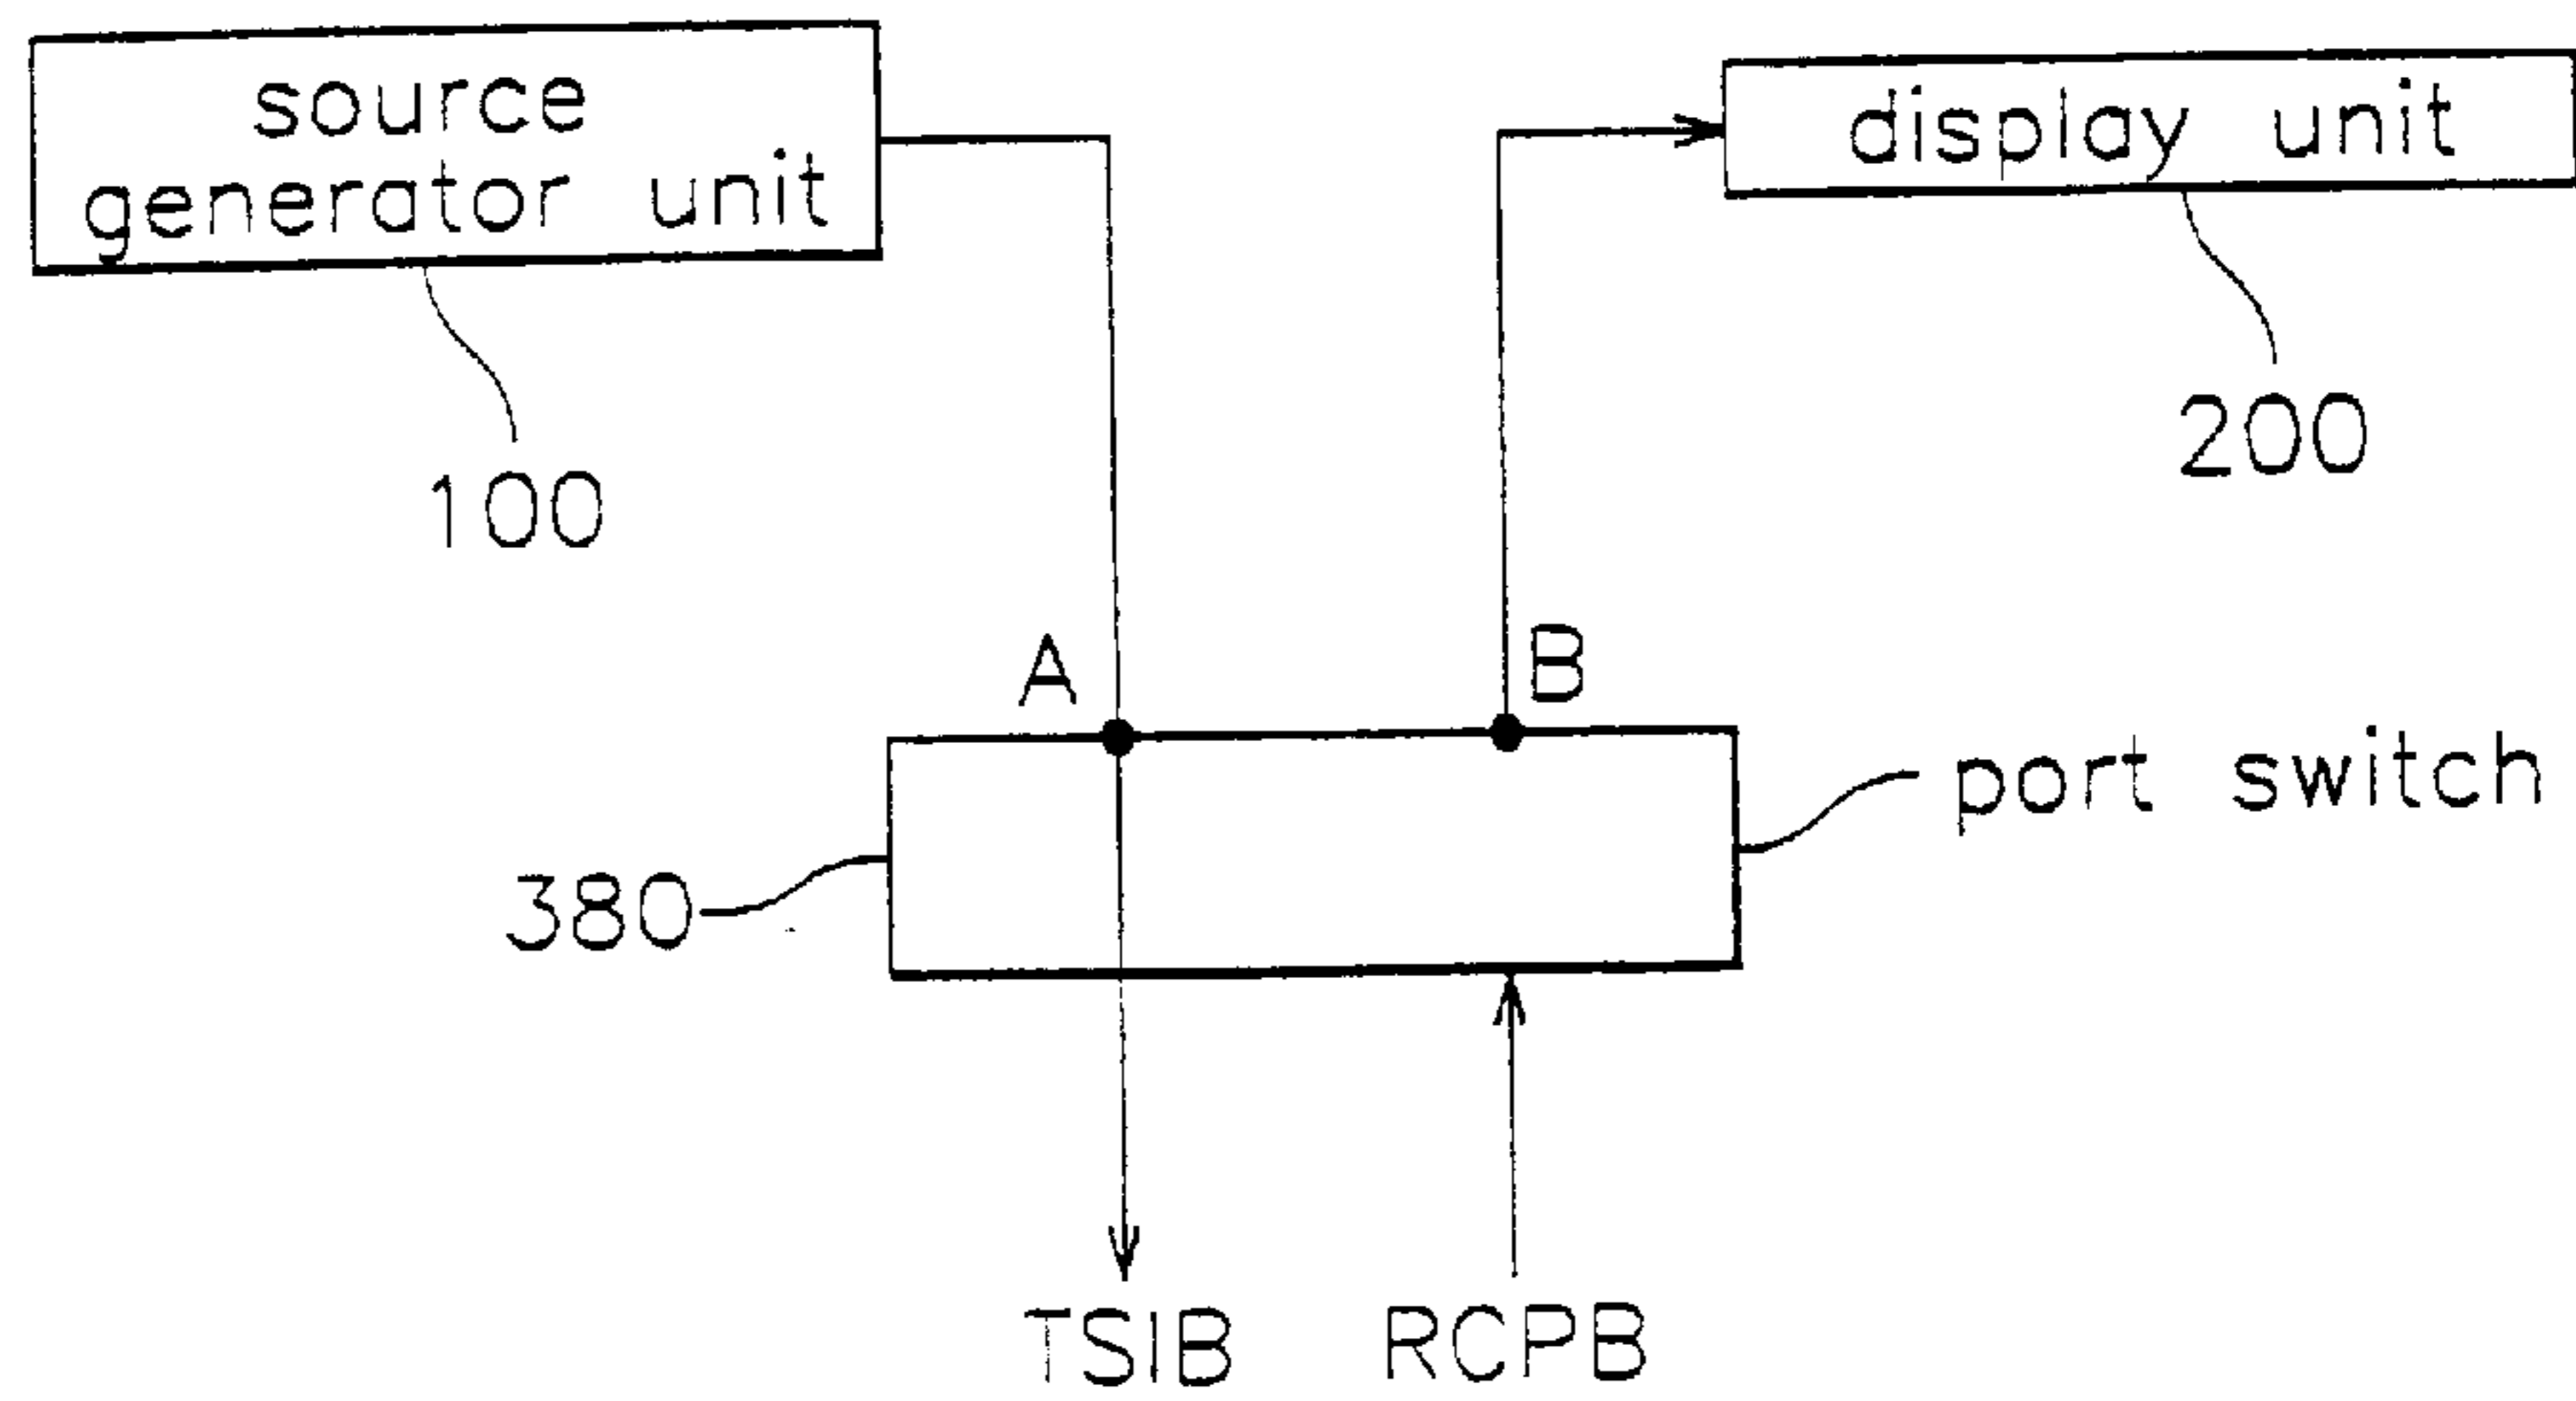 source
generator unit
display unit
100
200
A
B
port switch
380
TSIB
RCPB